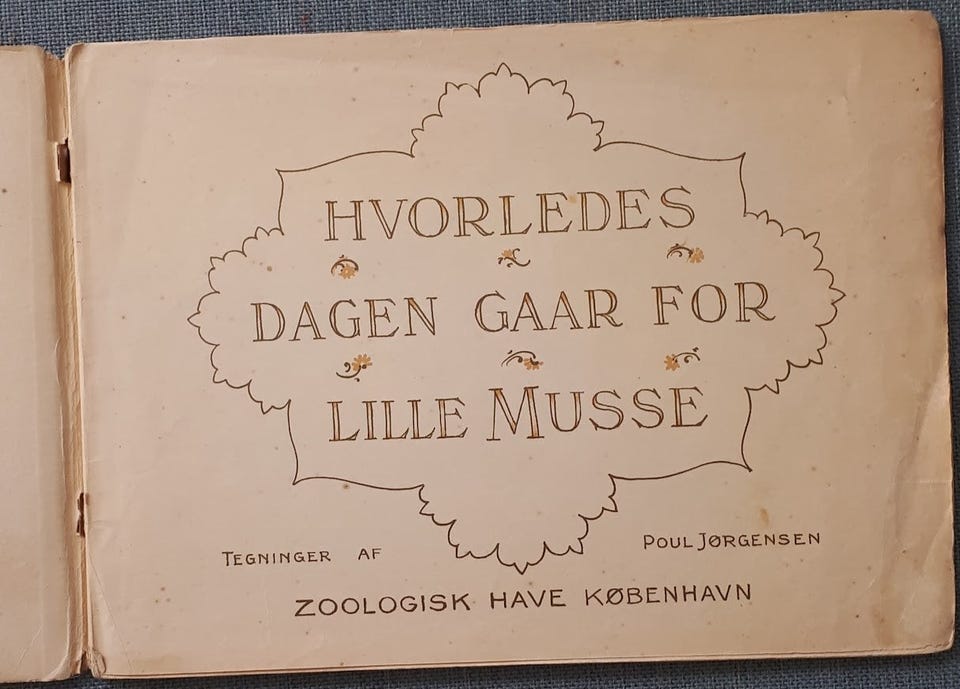 HVORLEDES
DAGEN GAAR FOR
LILLE MUSSE
TEGNINGER AF POUL JØRGENSEN
ZOOLOGISK HAVE KØBENHAVN